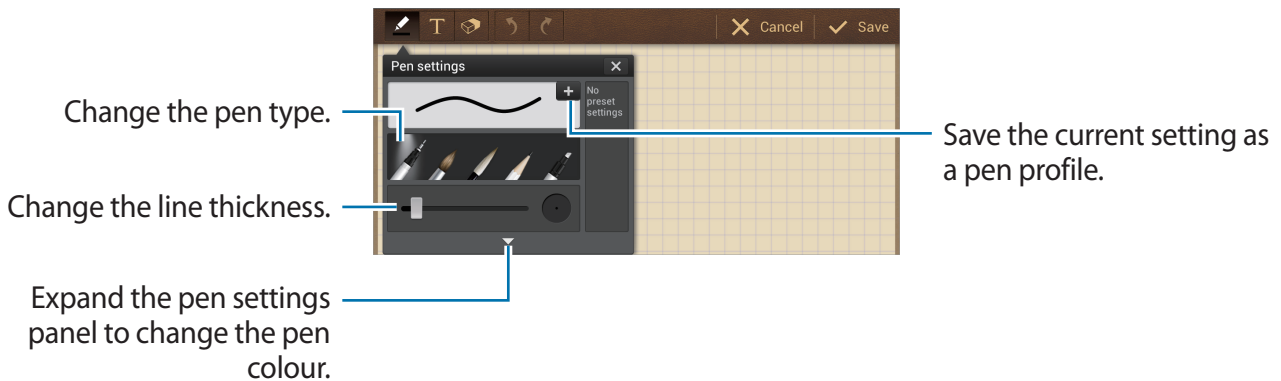 T
Cancel
Save
Pen settings
No
preset
settings
Change the pen type.
Save the current setting as
a pen profile.
Change the line thickness.
Expand the pen settings
panel to change the pen
colour.